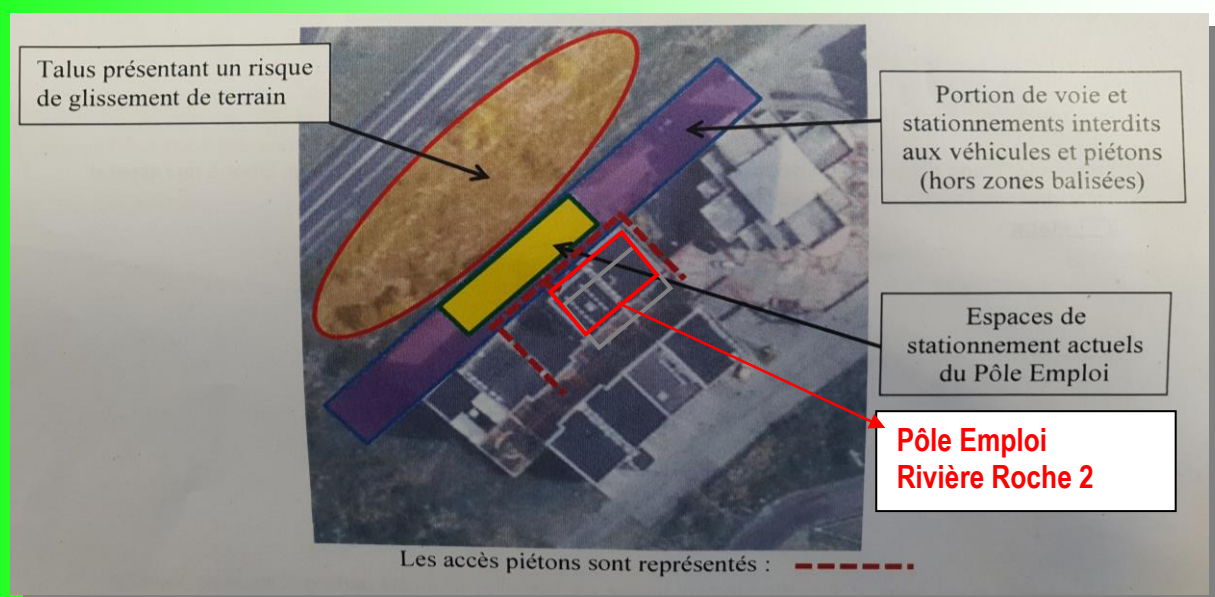 Talus présentant un risque
de glissement de terrain
Portion de voie et
stationnements interdits
aux véhicules et piétons
(hors zones balisées)
Espaces de
stationnement actuels
du Pôle Emploi
Pôle Emploi
Rivière Roche 2
Les accès piétons sont représentés :